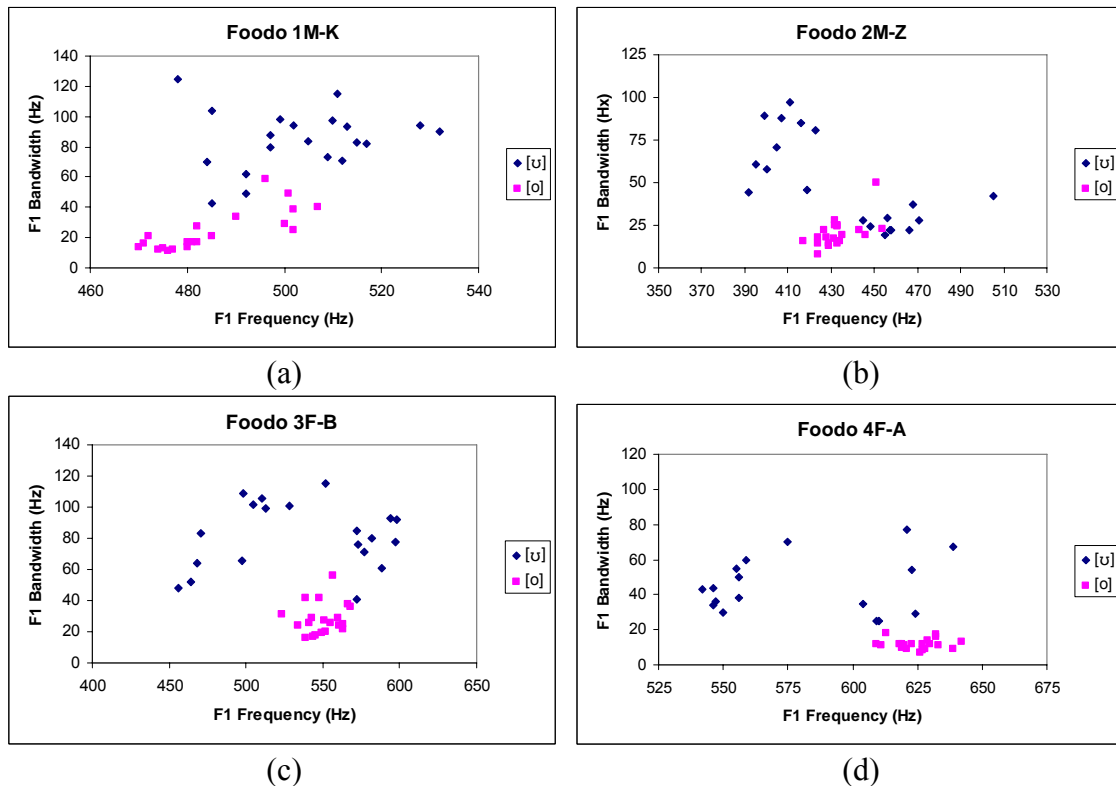 Foodo 1M-K
F1 Bandwidth (Hz)
140
120
100
80
60
40
20
0
460 480 500 520 540
F1 Frequency (Hz)
[ʊ]
[o]
(a)
Foodo 2M-Z
F1 Bandwidth (Hx)
125
100
75
50
25
0
350 370 390 410 430 450 470 490 510 530
F1 Frequency (Hz)
[ʊ]
[o]
(b)
Foodo 3F-B
F1 Bandwidth (Hz)
140
120
100
80
60
40
20
0
400 450 500 550 600 650
F1 Frequency (Hz)
[ʊ]
[o]
(c)
Foodo 4F-A
F1 Bandwidth (Hz)
120
100
80
60
40
20
0
525 550 575 600 625 650 675
F1 Frequency (Hz)
[ʊ]
[o]
(d)